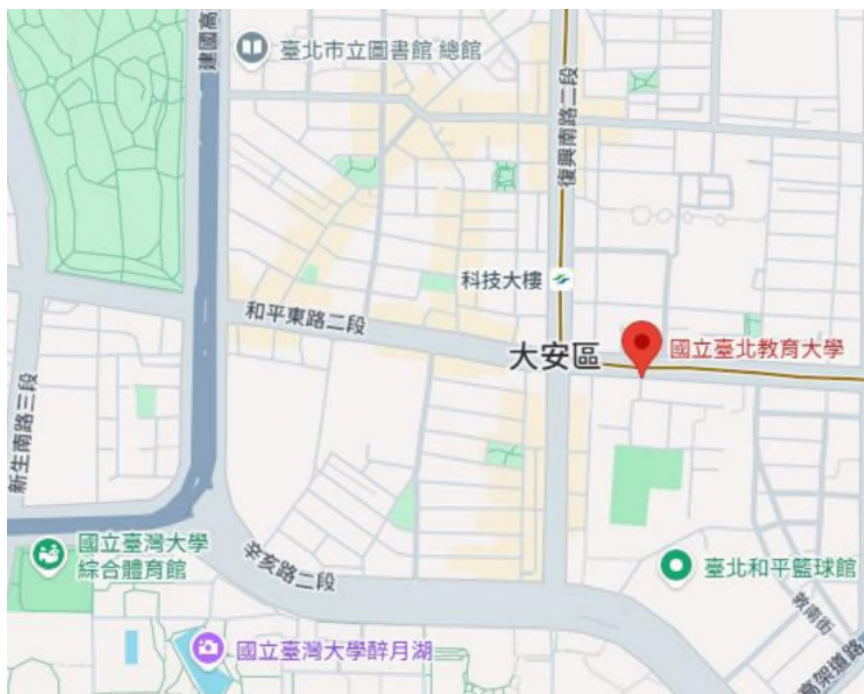 建國高
臺北市立圖書館 總館
復興南路二段
科技大樓
和平東路二段
大安區
國立臺北教育大學
新生南路三段
國立臺灣大學
綜合體育館
辛亥路二段
臺北和平籃球館
敦南街
國立臺灣大學醉月湖
高架道路